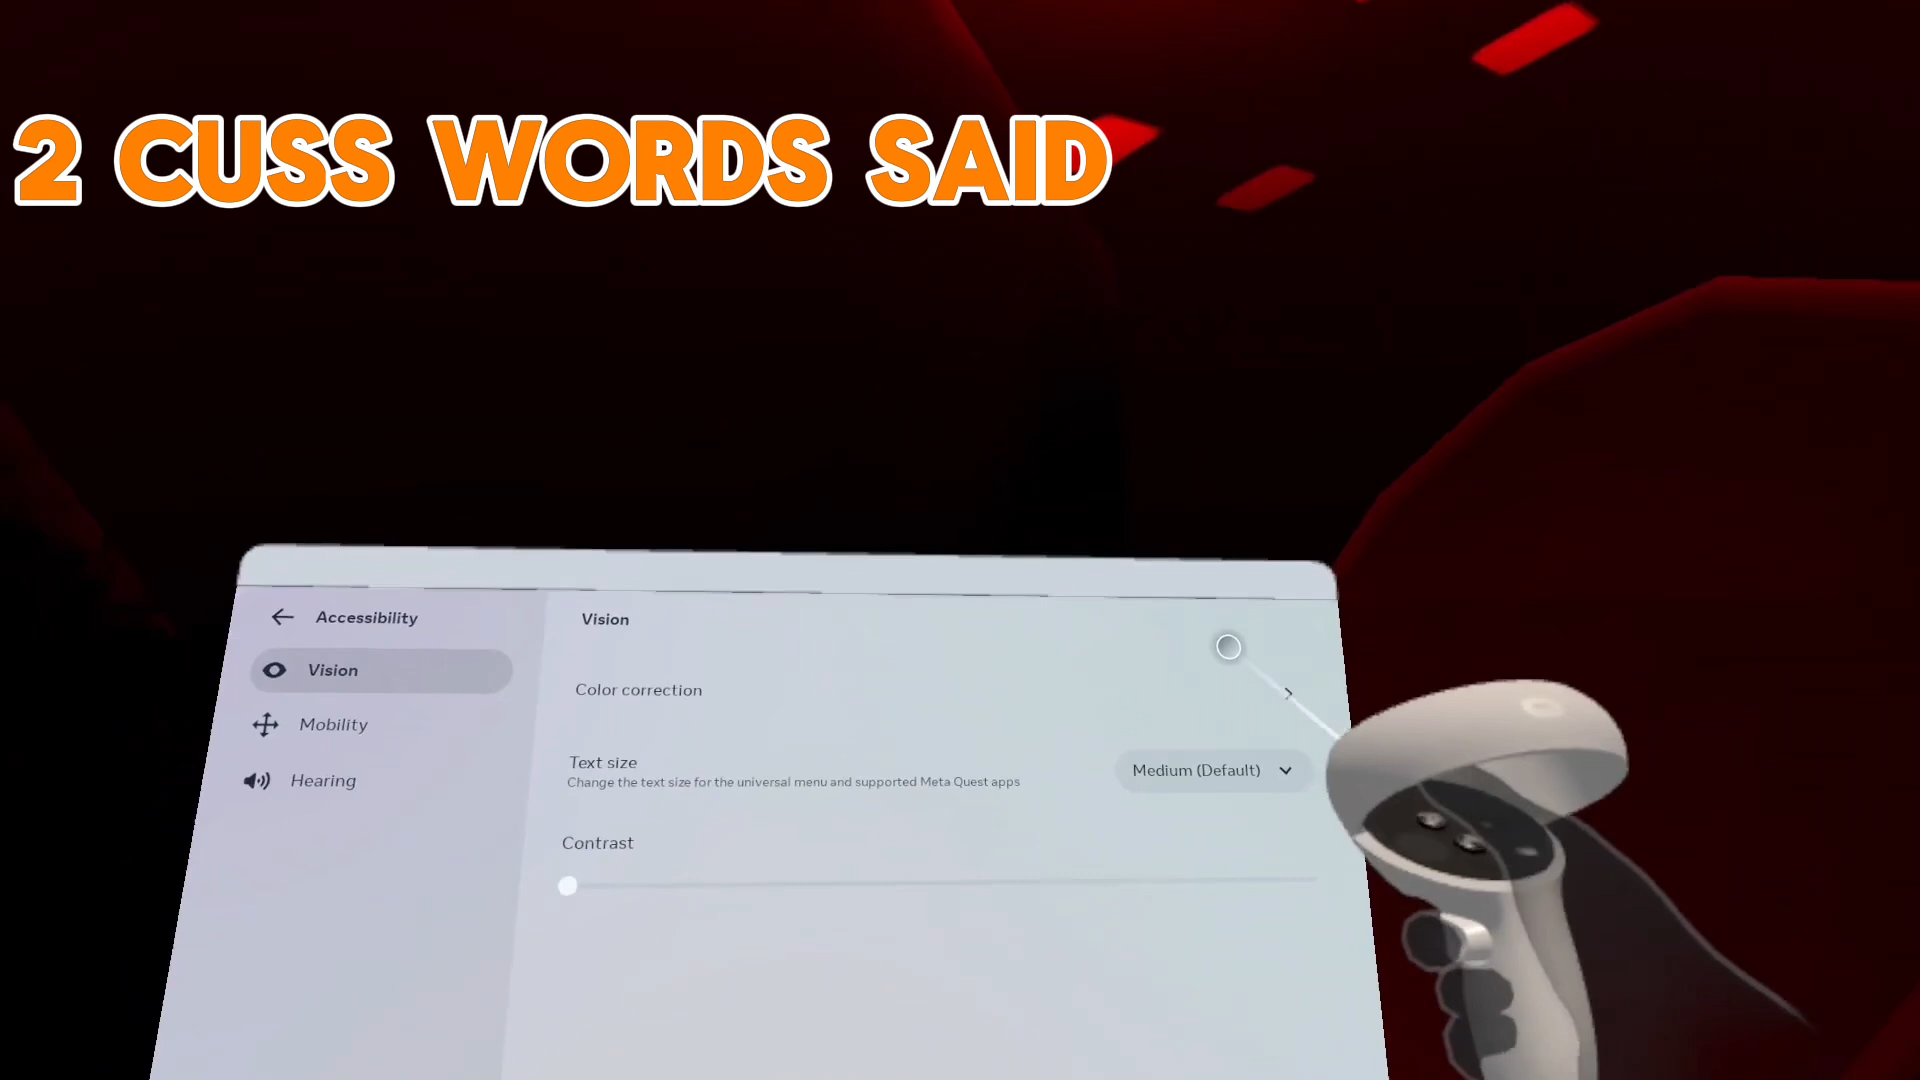 2 CUSS WORDS SAID
Accessibility
Vision
Mobility
Hearing
Vision
Color correction
Text size
Change the text size for the universal menu and supported Meta Quest apps
Medium (Default)
Contrast